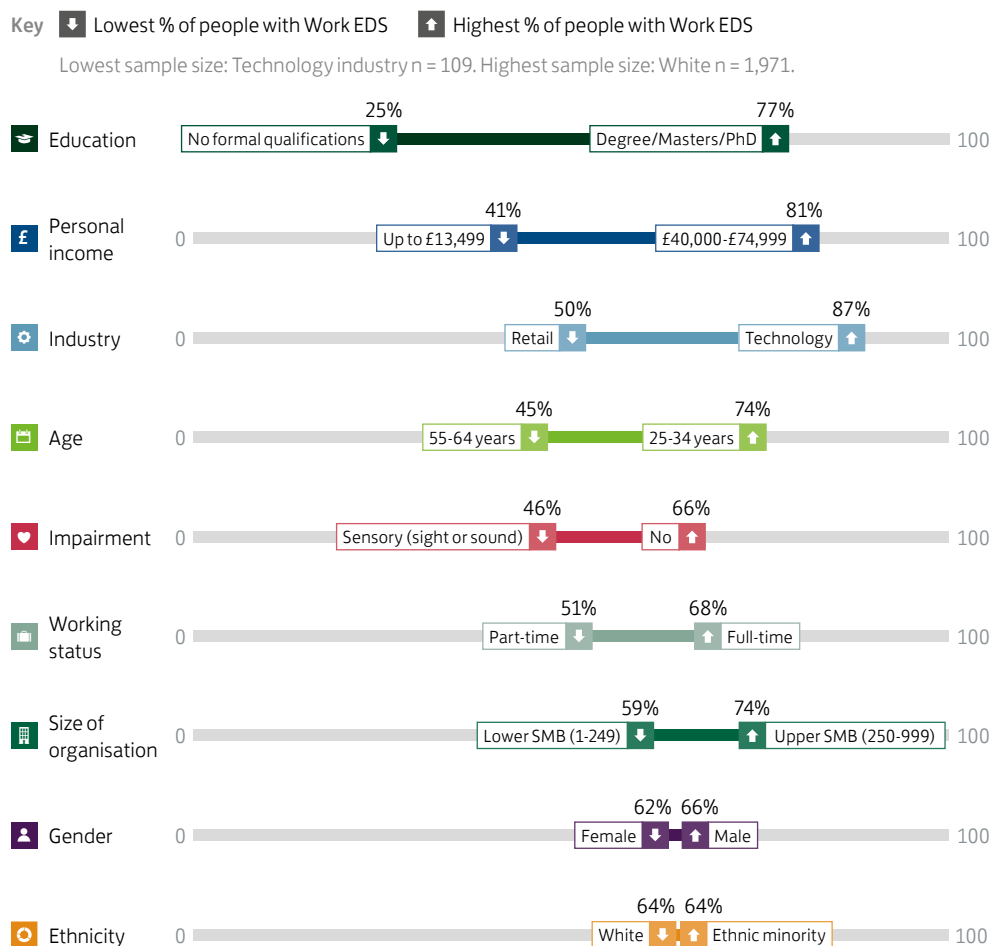 Key Lowest % of people with Work EDS Highest % of people with Work EDS
Lowest sample size: Technology industry n = 109. Highest sample size: White n = 1,971.
25% 77%
Education No formal qualifications Degree/Masters/PhD 100
41% 81%
£ Personal income 0 Up to £13,499 £40,000-£74,999 100
50% 87%
Industry 0 Retail Technology 100
45% 74%
Age 0 55-64 years 25-34 years 100
46% 66%
Impairment 0 Sensory (sight or sound) No 100
51% 68%
Working status 0 Part-time Full-time 100
59% 74%
Size of organisation 0 Lower SMB (1-249) Upper SMB (250-999) 100
62% 66%
Gender 0 Female Male 100
64% 64%
Ethnicity 0 White Ethnic minority 100